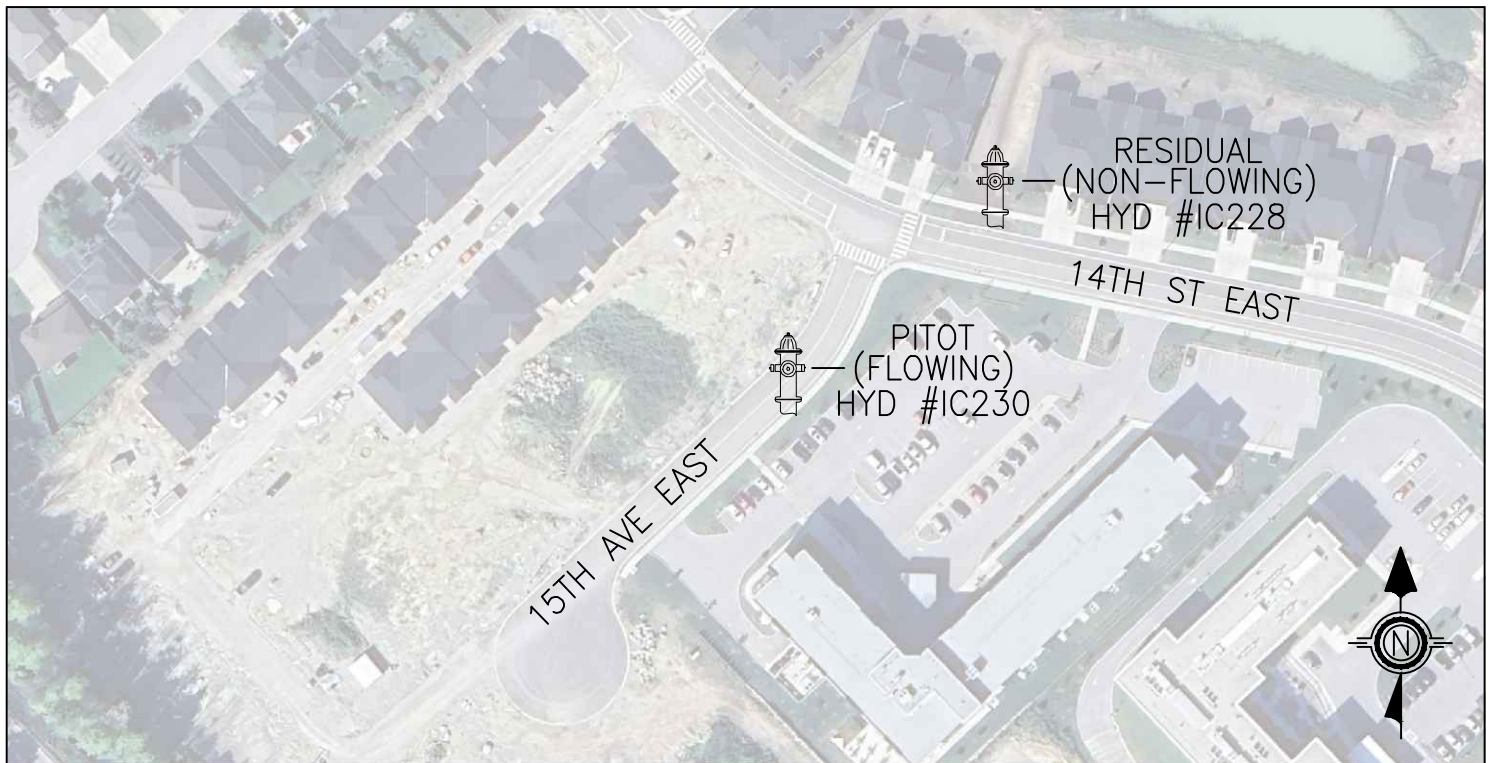 RESIDUAL
(NON-FLOWING)
HYD #IC228
14TH ST EAST
PITOT
(FLOWING)
HYD #IC230
15TH AVE EAST
N